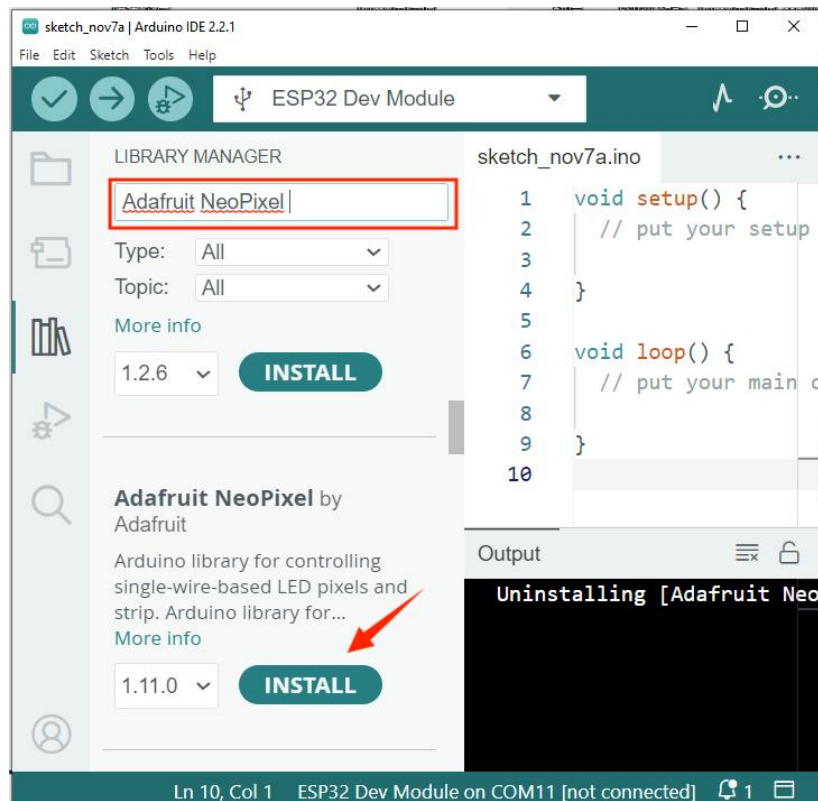 sketch_nov7a | Arduino IDE 2.2.1
File Edit Sketch Tools Help
ESP32 Dev Module
LIBRARY MANAGER
Adafruit NeoPixel
Type: All
Topic: All
More info
1.2.6 INSTALL
Adafruit NeoPixel by
Adafruit
Arduino library for controlling
single-wire-based LED pixels and
strip. Arduino library for...
More info
1.11.0 INSTALL
sketch_nov7a.ino ...
1 void setup() {
2 // put your setup
3
4 }
5
6 void loop() {
7 // put your main
8
9 }
10
Output
Uninstalling [Adafruit Neo
Ln 10, Col 1 ESP32 Dev Module on COM11 [not connected] 1